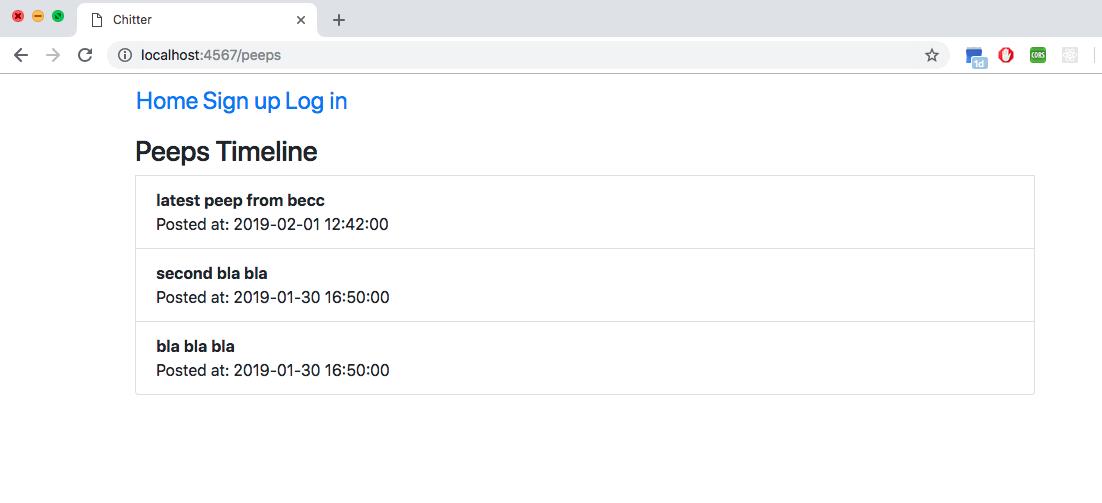 Chitter
localhost:4567/peeps
1d
CORS
Home Sign up Log in
Peeps Timeline
latest peep from becc
Posted at: 2019-02-01 12:42:00
second bla bla
Posted at: 2019-01-30 16:50:00
bla bla bla
Posted at: 2019-01-30 16:50:00